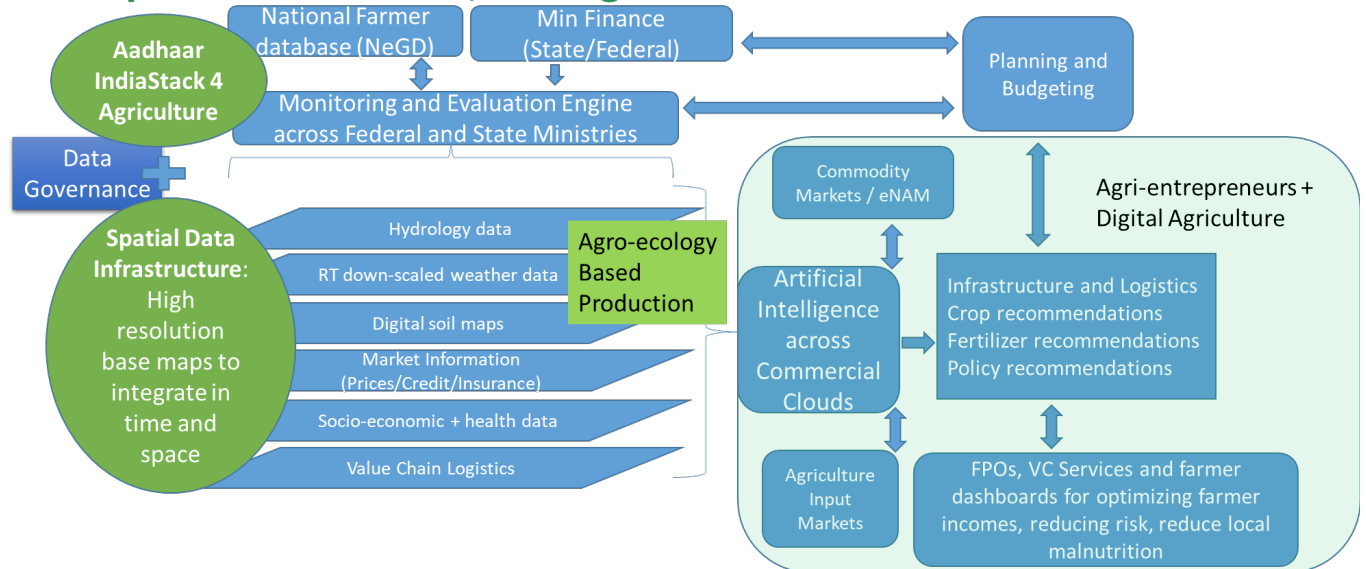 National Farmer
database (NeGD)
Min Finance
(State/Federal)
Aadhaar
IndiaStack 4
Agriculture
Planning and
Budgeting
Monitoring and Evaluation Engine
across Federal and State Ministries
Data
Governance
Commodity
Markets / eNAM
Agri-entrepreneurs +
Digital Agriculture
Spatial Data
Infrastructure:
High
resolution
base maps to
integrate in
time and
space
Hydrology data
RT down-scaled weather data
Digital soil maps
Market Information
(Prices/Credit/Insurance)
Socio-economic + health data
Value Chain Logistics
Agro-ecology
Based
Production
Artificial
Intelligence
across
Commercial
Clouds
Infrastructure and Logistics
Crop recommendations
Fertilizer recommendations
Policy recommendations
Agriculture
Input
Markets
FPOs, VC Services and farmer
dashboards for optimizing farmer
incomes, reducing risk, reduce local
malnutrition